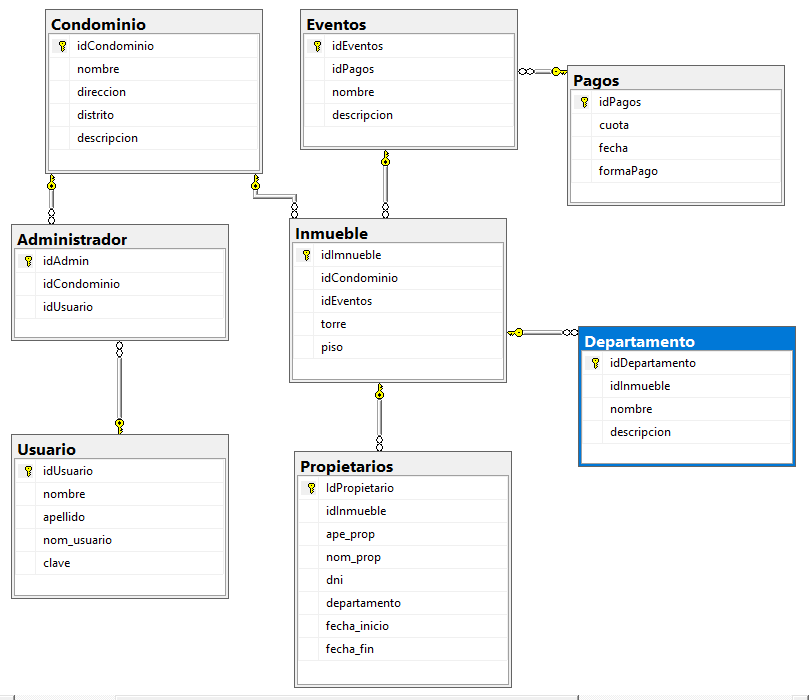 Condominio
idCondominio
nombre
direccion
distrito
descripcion
Eventos
idEventos
idPagos
nombre
descripcion
Pagos
idPagos
cuota
fecha
formaPago
Administrador
idAdmin
idCondominio
idUsuario
Inmueble
idImnueble
idCondominio
idEventos
torre
piso
Departamento
idDepartamento
idInmueble
nombre
descripcion
Usuario
idUsuario
nombre
apellido
nom_usuario
clave
Propietarios
IdPropietario
idInmueble
ape_prop
nom_prop
dni
departamento
fecha_inicio
fecha_fin